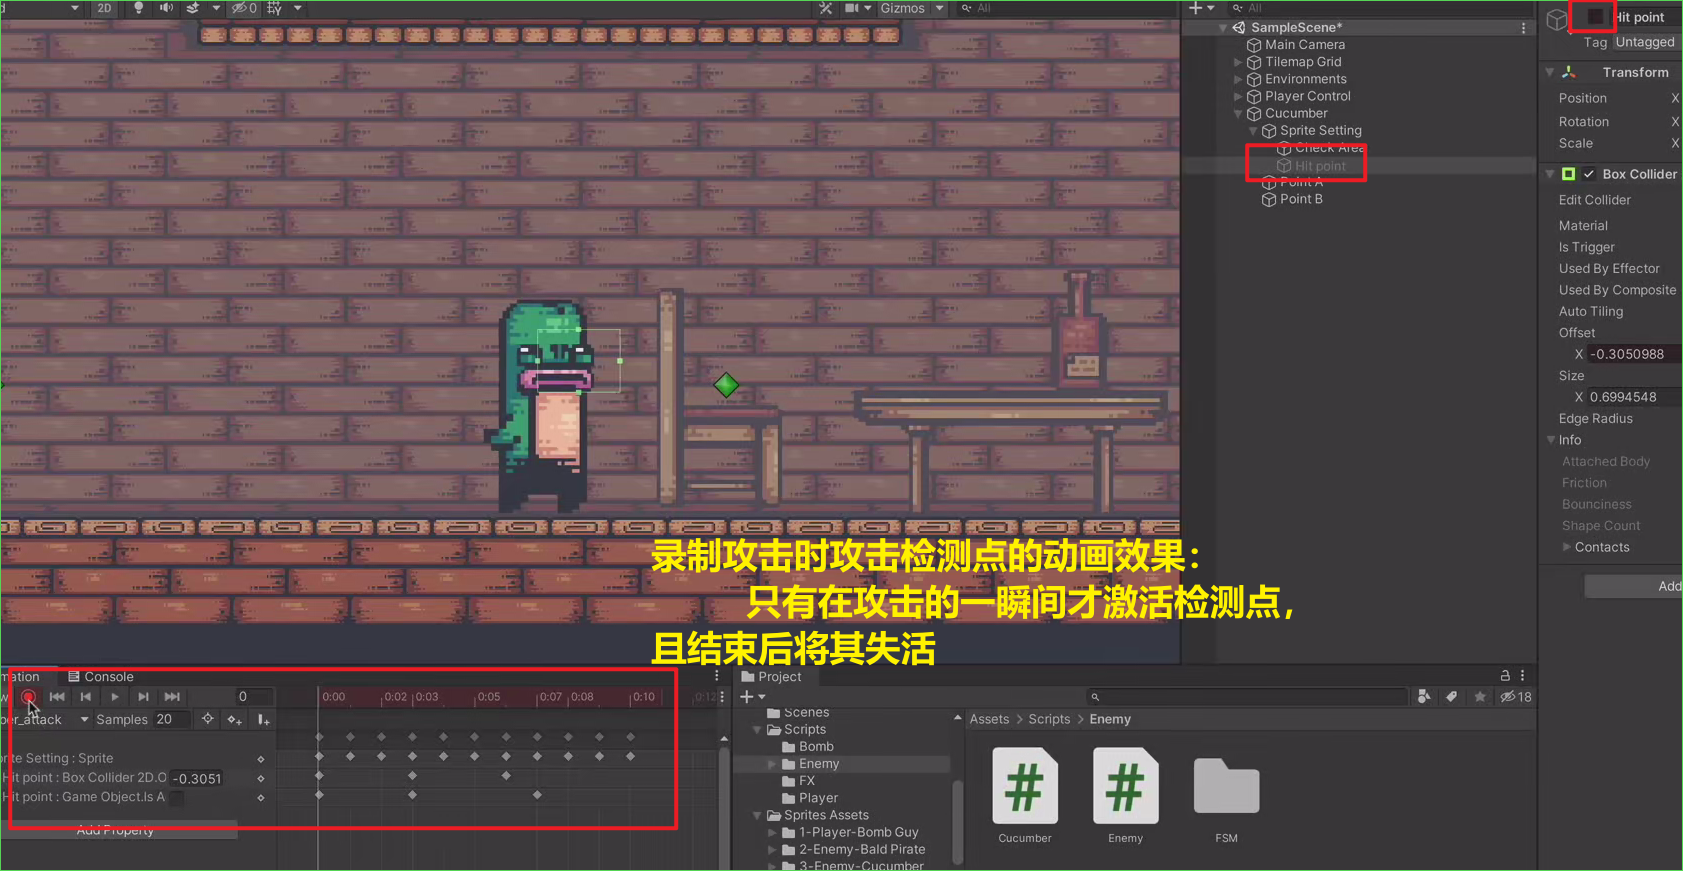 2D
0
Gizmos
All
All
Hit point
Tag Untagged
SampleScene*
Main Camera
Tilemap Grid
Environments
Player Control
Cucumber
Sprite Setting
Check Area
Hit point
Point A
Point B
Transform
Position X
Rotation X
Scale X
Box Collider
Edit Collider
Material
Is Trigger
Used By Effector
Used By Composite
Auto Tiling
Offset
X -0.3050988
Size
X 0.6994548
Edge Radius
Info
Attached Body
Friction
Bounciness
Shape Count
Contacts
Add
录制攻击时攻击检测点的动画效果：
只有在攻击的一瞬间才激活检测点，
且结束后将其失活
mation Console
0 0:00 0:02 0:03 0:05 0:07 0:08 0:10 0:12
ber_attack Samples 20
rite Setting : Sprite
Hit point : Box Collider 2D.O -0.3051
Hit point : Game Object.Is A
Add Property
Project
18
Scenes
Scripts
Bomb
Enemy
FX
Player
Sprites Assets
1-Player-Bomb Guy
2-Enemy-Bald Pirate
3-Enemy-Cucumber
Assets > Scripts > Enemy
# #
Cucumber Enemy FSM